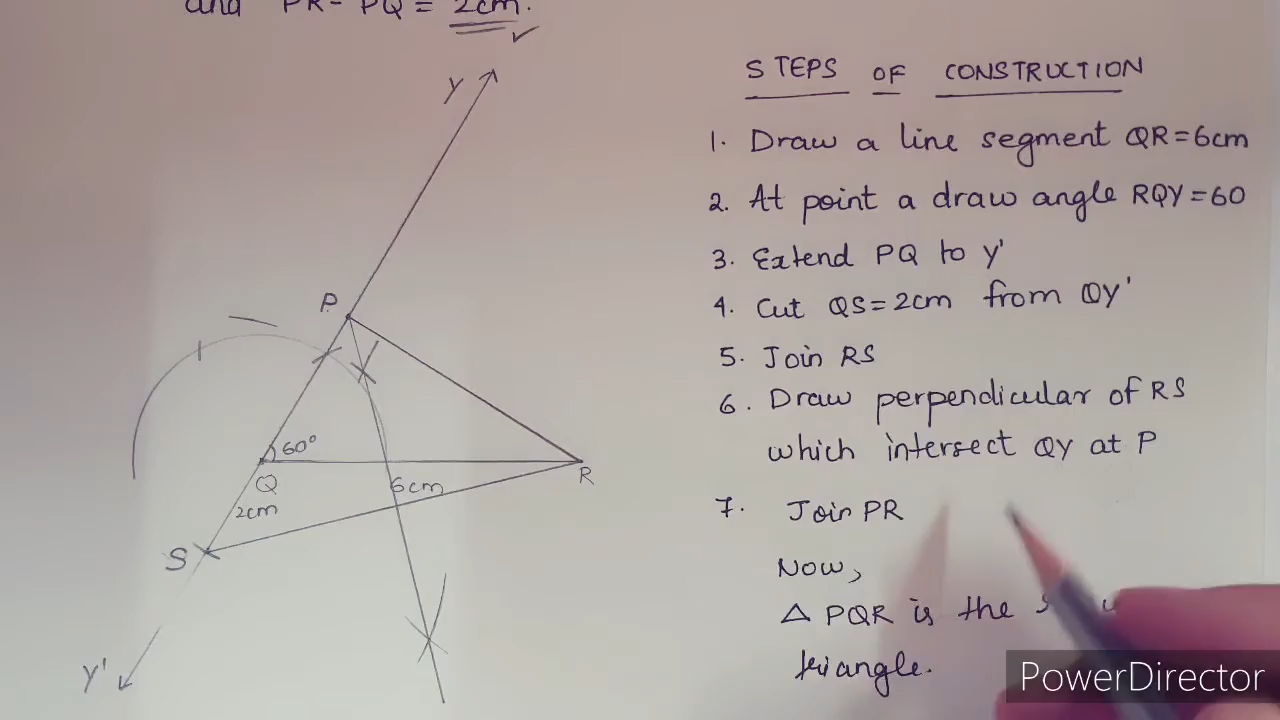 and PR- PQ = 2cm.
STEPS OF CONSTRUCTION
1. Draw a line segment QR=6cm
2. At point a draw angle RQY=60
3. Extend PQ to y'
4. Cut QS=2cm from QY'
5. Join RS
6. Draw perpendicular of RS
which intersect QY at P
7. Join PR
Now,
△ PQR is the
triangle.
Y
P
60°
Q
6cm
R
2cm
S
Y'
PowerDirector